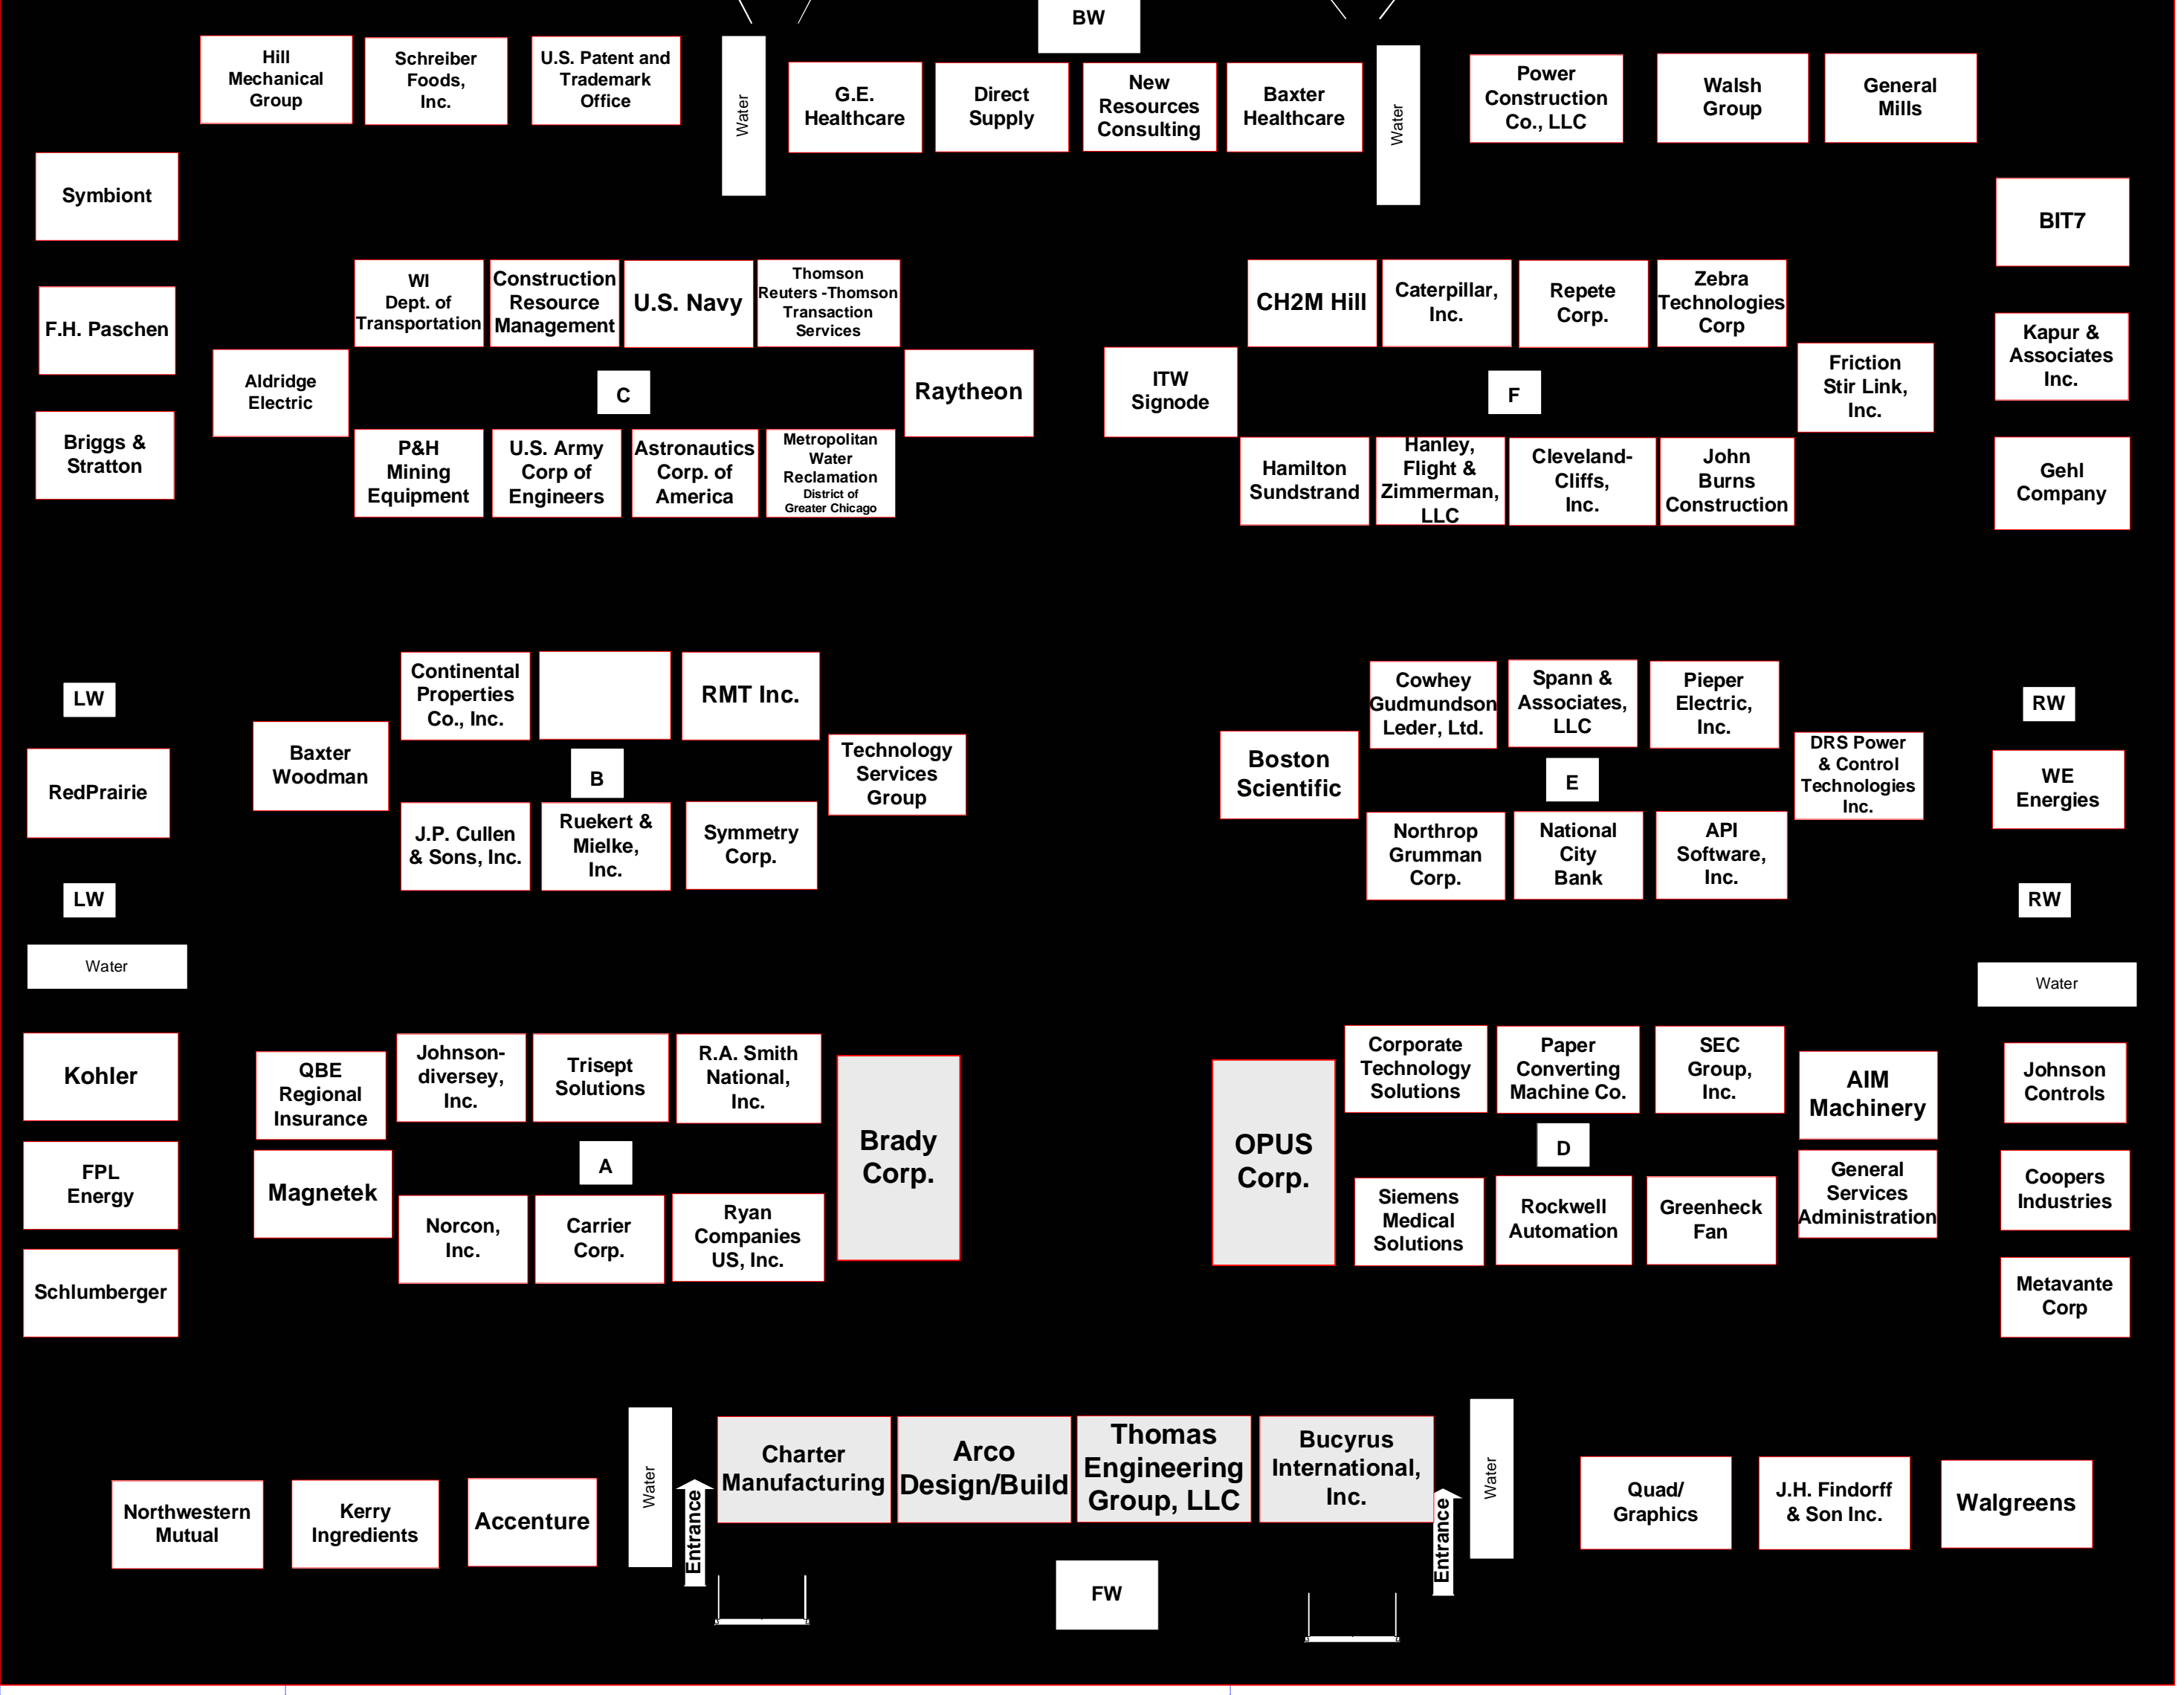 BW
Hill
Mechanical
Group
Schreiber
Foods,
Inc.
U.S. Patent and
Trademark
Office
Water
G.E.
Healthcare
Direct
Supply
New
Resources
Consulting
Baxter
Healthcare
Water
Power
Construction
Co., LLC
Walsh
Group
General
Mills
Symbiont
BIT7
F.H. Paschen
WI
Dept. of
Transportation
Construction
Resource
Management
U.S. Navy
Thomson
Reuters -Thomson
Transaction
Services
CH2M Hill
Caterpillar,
Inc.
Repete
Corp.
Zebra
Technologies
Corp
Kapur &
Associates
Inc.
Aldridge
Electric
C
Raytheon
ITW
Signode
F
Friction
Stir Link,
Inc.
Briggs &
Stratton
P&H
Mining
Equipment
U.S. Army
Corp of
Engineers
Astronautics
Corp. of
America
Metropolitan
Water
Reclamation
District of
Greater Chicago
Hamilton
Sundstrand
Hanley,
Flight &
Zimmerman,
LLC
Cleveland-
Cliffs,
Inc.
John
Burns
Construction
Gehl
Company
LW
Continental
Properties
Co., Inc.
RMT Inc.
Cowhey
Gudmundson
Leder, Ltd.
Spann &
Associates,
LLC
Pieper
Electric,
Inc.
RW
RedPrairie
Baxter
Woodman
B
Technology
Services
Group
Boston
Scientific
E
DRS Power
& Control
Technologies
Inc.
WE
Energies
J.P. Cullen
& Sons, Inc.
Ruekert &
Mielke,
Inc.
Symmetry
Corp.
Northrop
Grumman
Corp.
National
City
Bank
API
Software,
Inc.
LW
RW
Water
Water
Kohler
QBE
Regional
Insurance
Johnson-
diversey,
Inc.
Trisept
Solutions
R.A. Smith
National,
Inc.
Brady
Corp.
OPUS
Corp.
Corporate
Technology
Solutions
Paper
Converting
Machine Co.
SEC
Group,
Inc.
AIM
Machinery
Johnson
Controls
FPL
Energy
Magnetek
A
D
General
Services
Administration
Coopers
Industries
Norcon,
Inc.
Carrier
Corp.
Ryan
Companies
US, Inc.
Siemens
Medical
Solutions
Rockwell
Automation
Greenheck
Fan
Schlumberger
Metavante
Corp
Northwestern
Mutual
Kerry
Ingredients
Accenture
Water
Entrance
Charter
Manufacturing
Arco
Design/Build
Thomas
Engineering
Group, LLC
Bucyrus
International,
Inc.
Entrance
Water
Quad/
Graphics
J.H. Findorff
& Son Inc.
Walgreens
FW